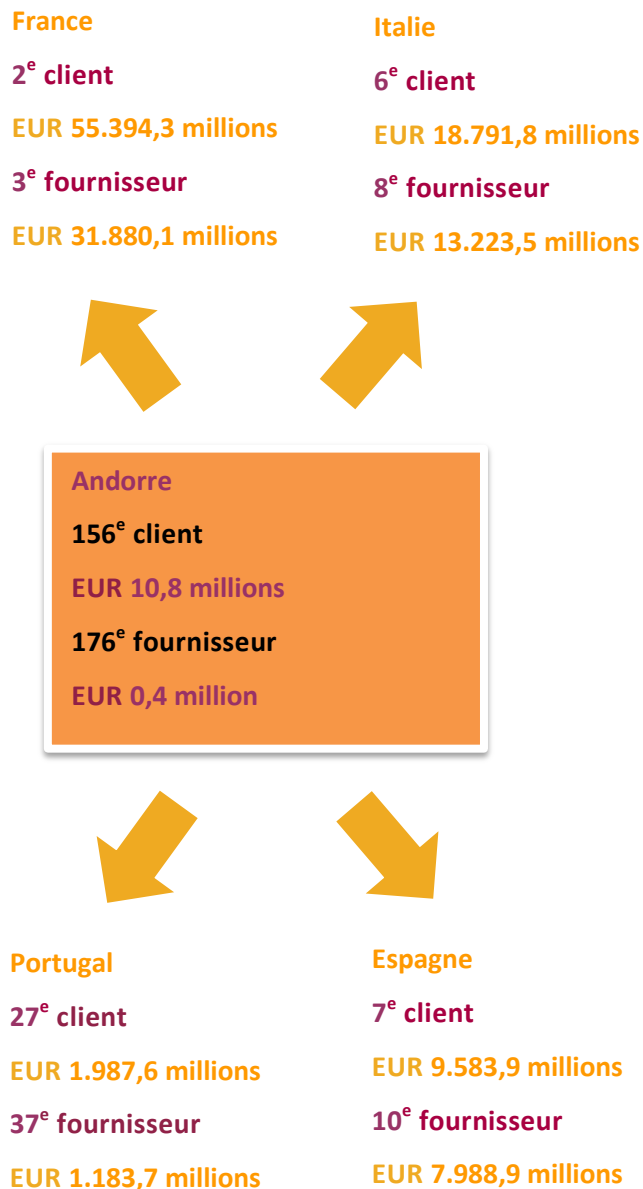 France
2e client
EUR 55.394,3 millions
3e fournisseur
EUR 31.880,1 millions
Italie
6e client
EUR 18.791,8 millions
8e fournisseur
EUR 13.223,5 millions
Andorre
156e client
EUR 10,8 millions
176e fournisseur
EUR 0,4 million
Portugal
27e client
EUR 1.987,6 millions
37e fournisseur
EUR 1.183,7 millions
Espagne
7e client
EUR 9.583,9 millions
10e fournisseur
EUR 7.988,9 millions